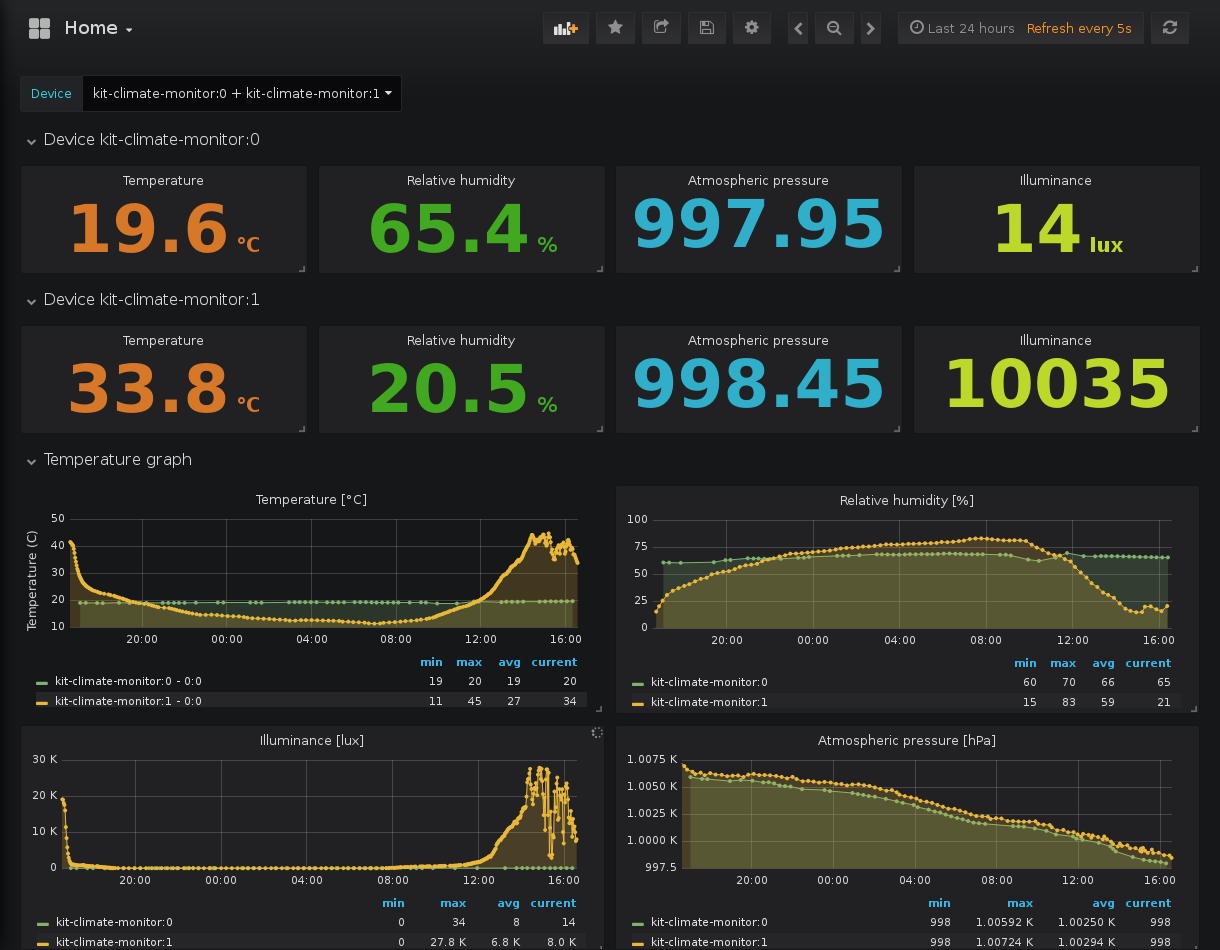 Home
Last 24 hours Refresh every 5s
Device kit-climate-monitor:0 + kit-climate-monitor:1
Device kit-climate-monitor:0
Temperature
19.6 °C
Relative humidity
65.4 %
Atmospheric pressure
997.95
Illuminance
14 lux
Device kit-climate-monitor:1
Temperature
33.8 °C
Relative humidity
20.5 %
Atmospheric pressure
998.45
Illuminance
10035
Temperature graph
Temperature [°C]
Temperature (C)
50
40
30
20
10
20:00 00:00 04:00 08:00 12:00 16:00
min max avg current
kit-climate-monitor:0 - 0:0 19 20 19 20
kit-climate-monitor:1 - 0:0 11 45 27 34
Relative humidity [%]
100
75
50
25
0
20:00 00:00 04:00 08:00 12:00 16:00
min max avg current
kit-climate-monitor:0 60 70 66 65
kit-climate-monitor:1 15 83 59 21
Illuminance [lux]
30 K
20 K
10 K
0
20:00 00:00 04:00 08:00 12:00 16:00
min max avg current
kit-climate-monitor:0 0 34 8 14
kit-climate-monitor:1 0 27.8 K 6.8 K 8.0 K
Atmospheric pressure [hPa]
1.0075 K
1.0050 K
1.0025 K
1.0000 K
997.5
20:00 00:00 04:00 08:00 12:00 16:00
min max avg current
kit-climate-monitor:0 998 1.00592 K 1.00250 K 998
kit-climate-monitor:1 998 1.00724 K 1.00294 K 998